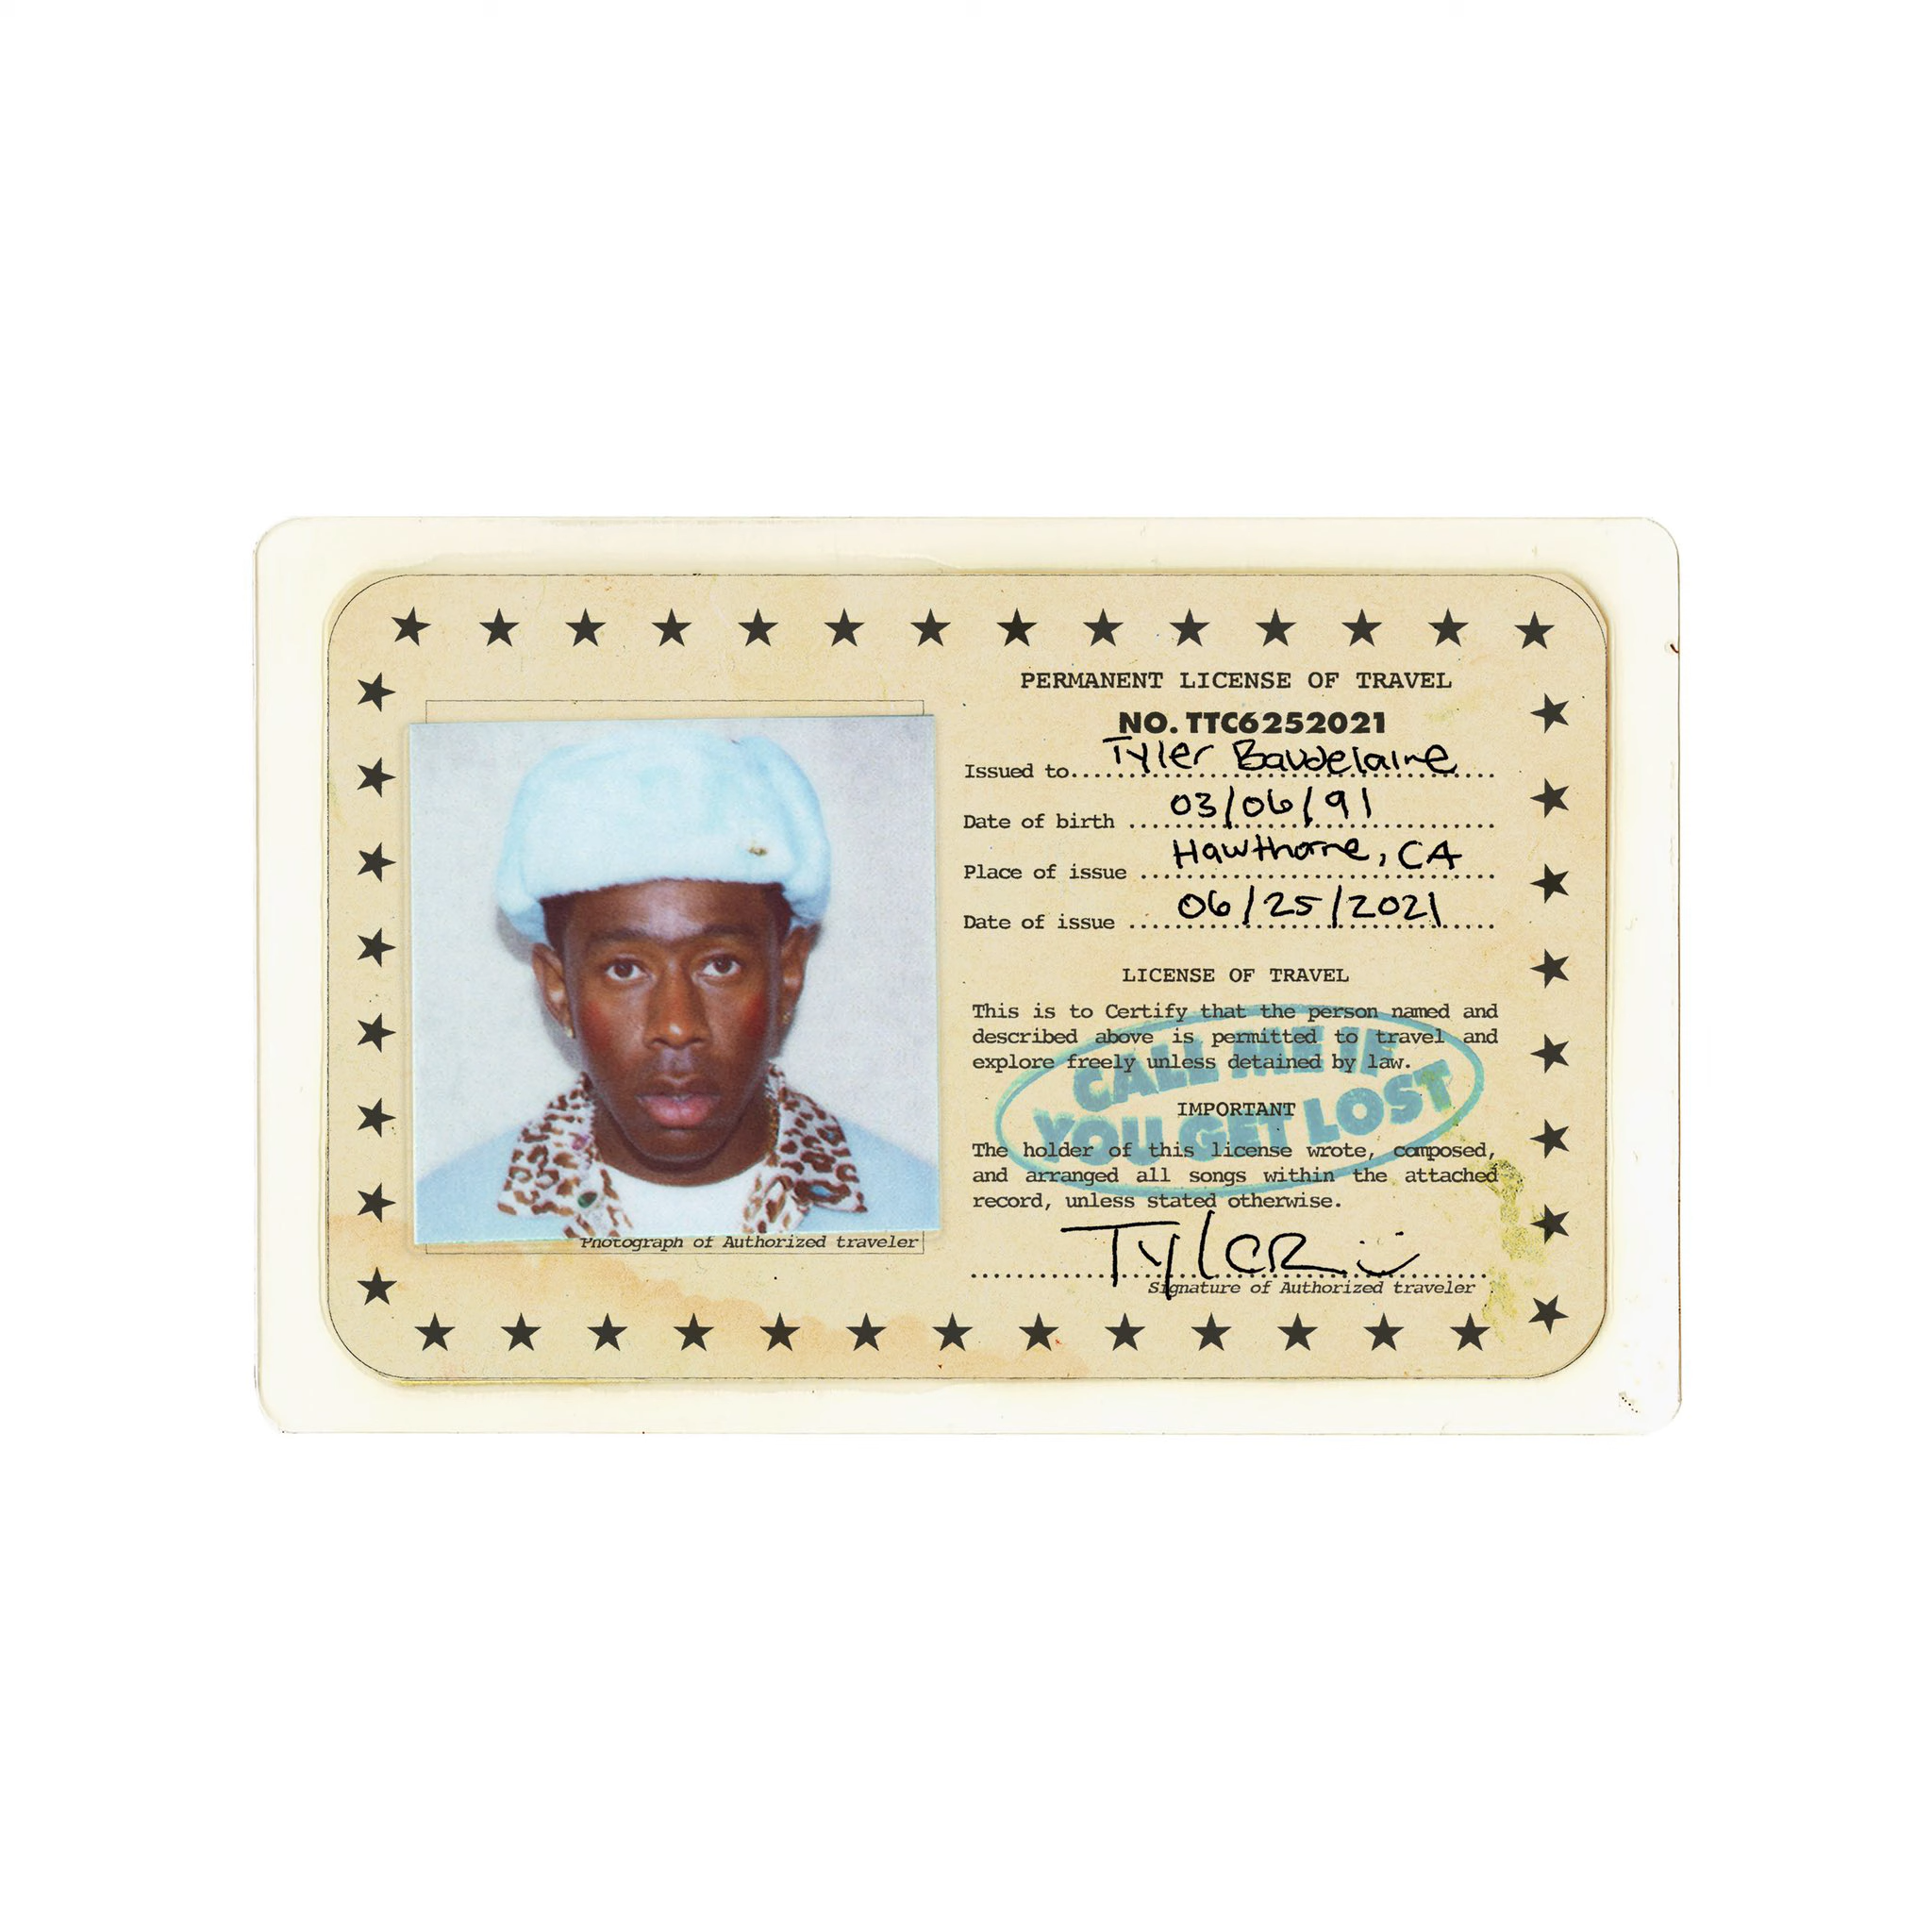 PERMANENT LICENSE OF TRAVEL
NO. TTC6252021
Issued to Tyler Baudelaire
Date of birth 03/06/91
Place of issue Hawthorne, CA
Date of issue 06/25/2021
LICENSE OF TRAVEL
This is to Certify that the person named and
described above is permitted to travel and
explore freely unless detained by law.
CALL ME IF
YOU GET LOST
IMPORTANT
The holder of this license wrote, composed,
and arranged all songs within the attached
record, unless stated otherwise.
TyleR
Signature of Authorized traveler
Photograph of Authorized traveler